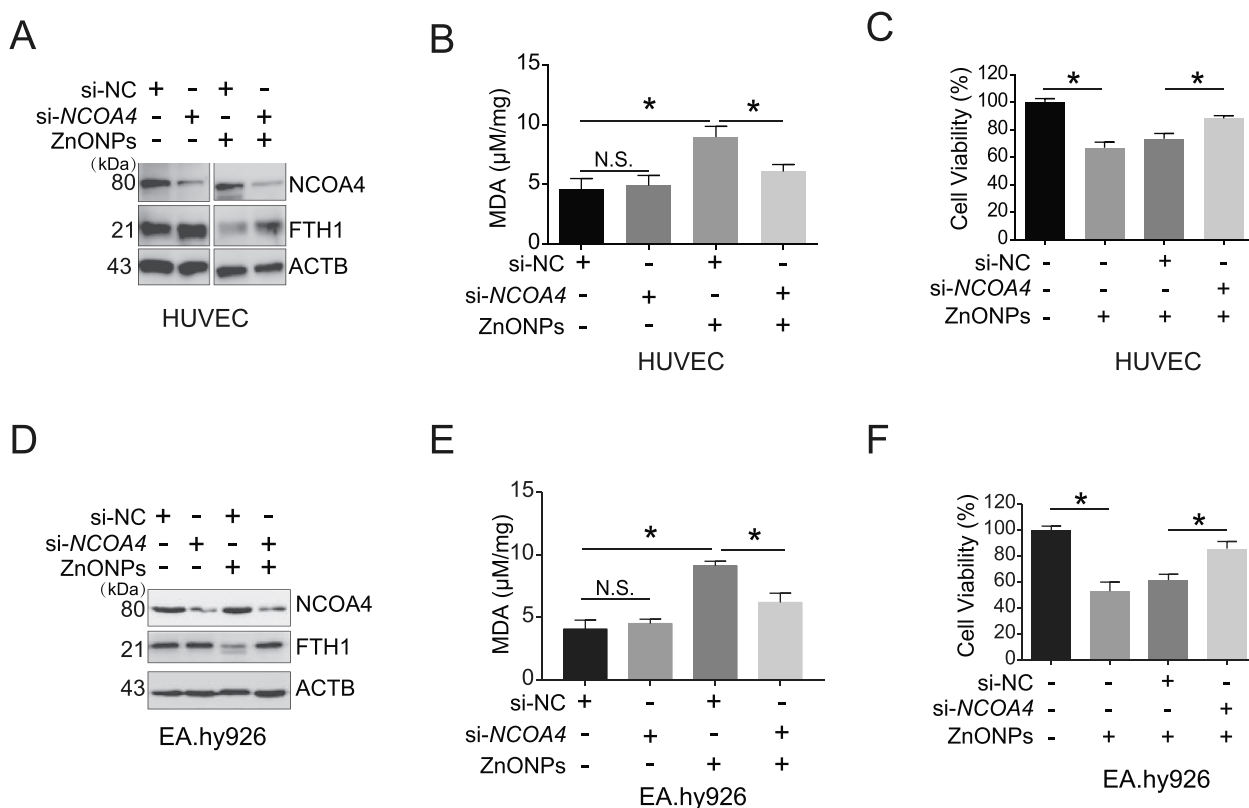 A
si-NC + - + -
si-NCOA4 - + - +
ZnONPs - - + +
(kDa)
80 NCOA4
21 FTH1
43 ACTB
HUVEC
B
MDA (μM/mg)
15
10
5
0
* *
N.S.
si-NC + - + -
si-NCOA4 - + - +
ZnONPs - - + +
HUVEC
C
Cell Viability (%)
120
100
80
60
40
20
0
* *
si-NC - - + -
si-NCOA4 - - - +
ZnONPs - + + +
HUVEC
D
si-NC + - + -
si-NCOA4 - + - +
ZnONPs - - + +
(kDa)
80 NCOA4
21 FTH1
43 ACTB
EA.hy926
E
MDA (μM/mg)
15
10
5
0
* *
N.S.
si-NC + - + -
si-NCOA4 - + - +
ZnONPs - - + +
EA.hy926
F
Cell Viability (%)
120
100
80
60
40
20
0
* *
si-NC - - + -
si-NCOA4 - - - +
ZnONPs - + + +
EA.hy926